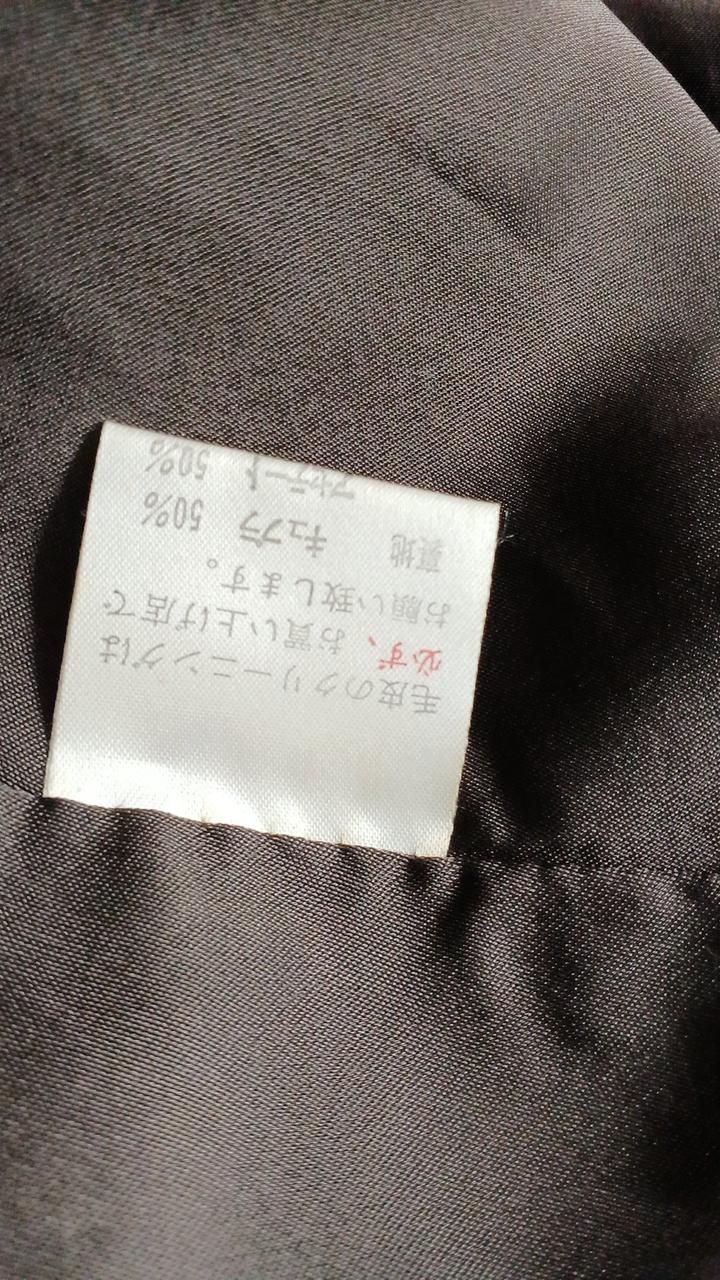 毛皮のクリーニングは
必ず、お買い上げ店で
お願い致します。
裏地 キュプラ 50%
アセテート 50%